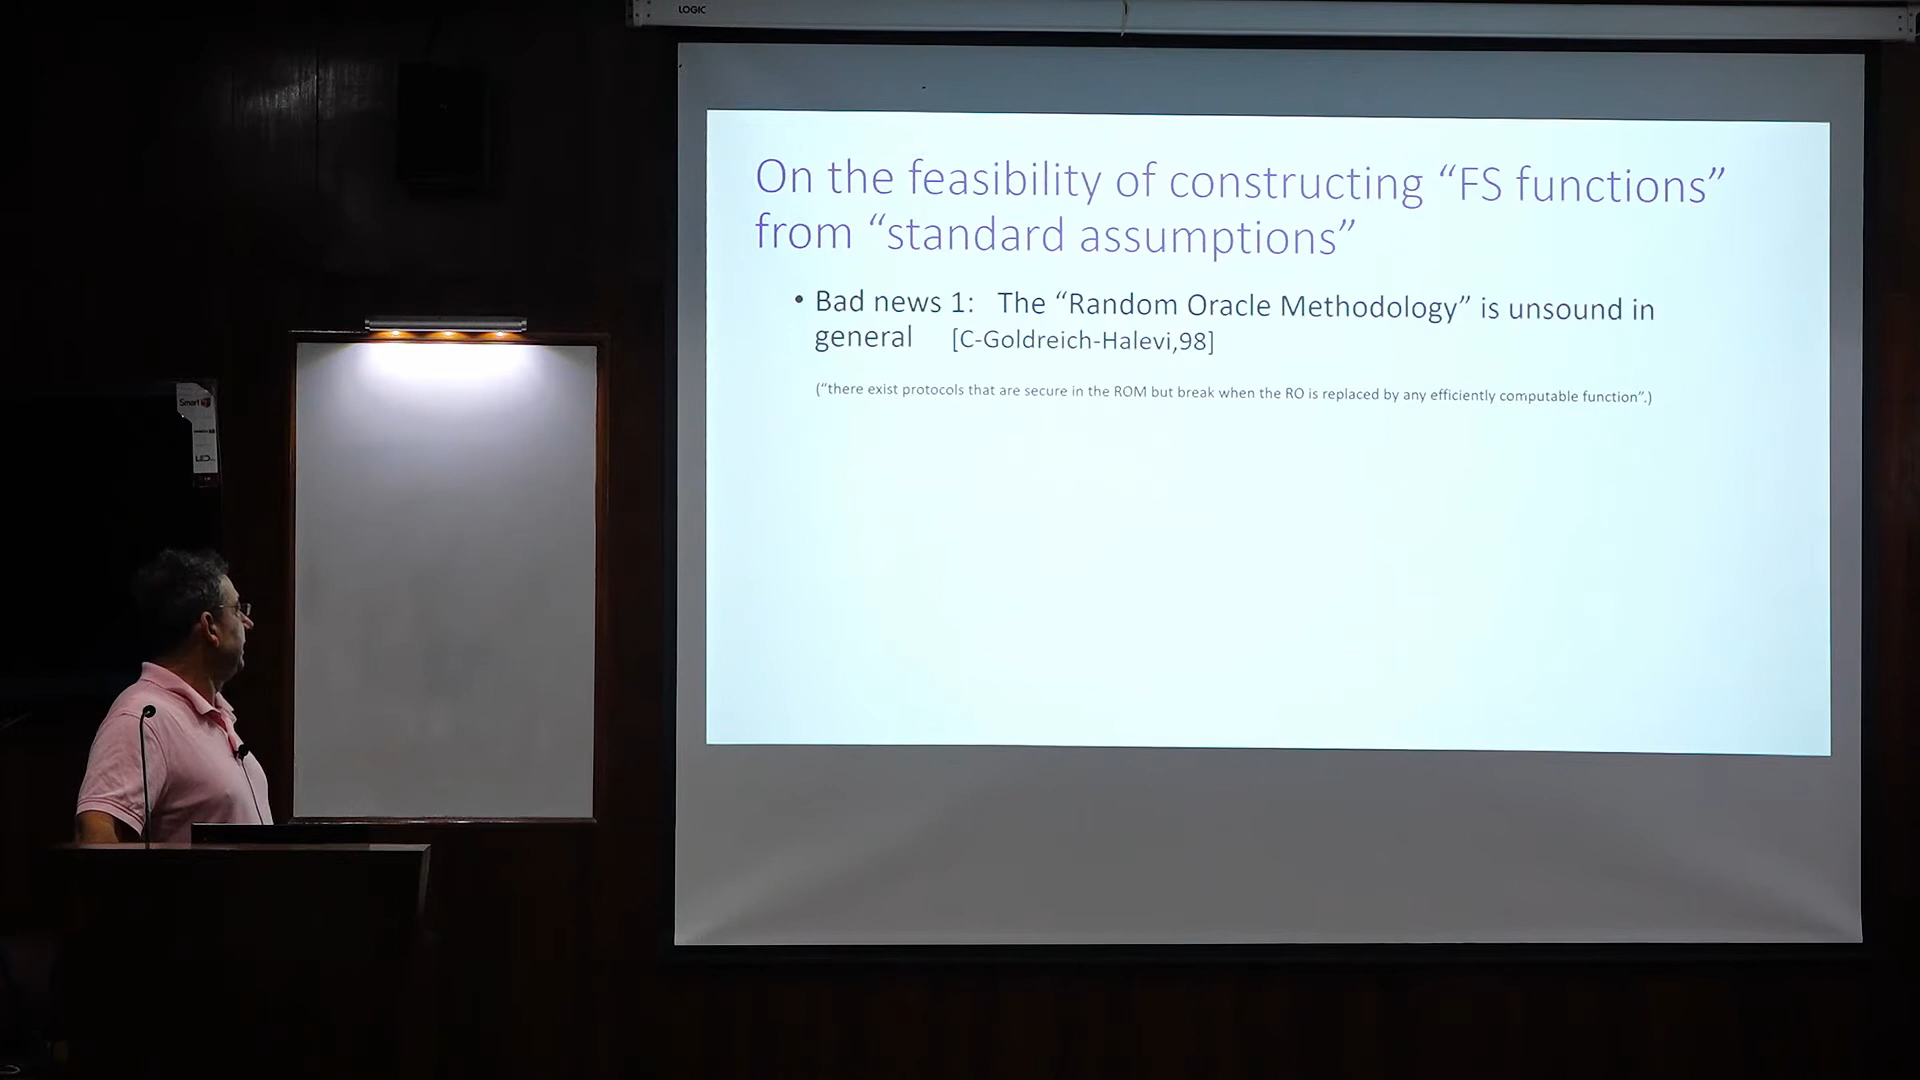 LOGIC
On the feasibility of constructing “FS functions”
from “standard assumptions”
• Bad news 1: The “Random Oracle Methodology” is unsound in
general [C-Goldreich-Halevi,98]
(“there exist protocols that are secure in the ROM but break when the RO is replaced by any efficiently computable function”.)
Smart
LED